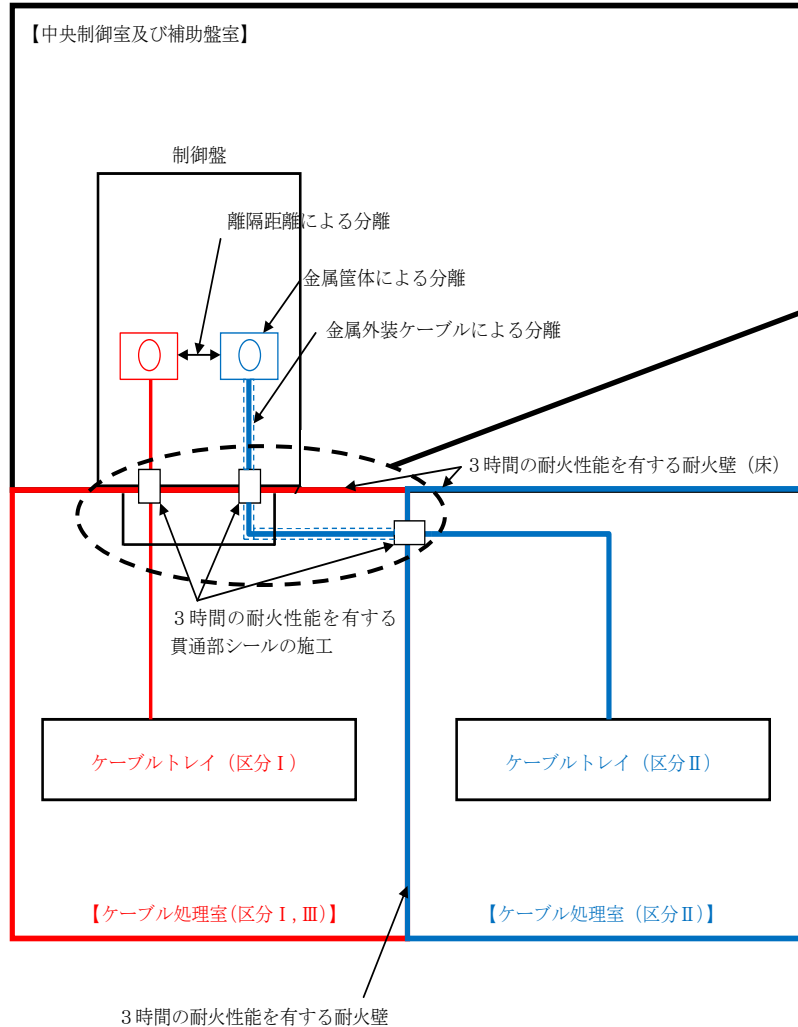 【中央制御室及び補助盤室】
制御盤
離隔距離による分離
金属筐体による分離
金属外装ケーブルによる分離
３時間の耐火性能を有する耐火壁（床）
３時間の耐火性能を有する
貫通部シールの施工
ケーブルトレイ（区分Ⅰ）
ケーブルトレイ（区分Ⅱ）
【ケーブル処理室(区分Ⅰ,Ⅲ)】
【ケーブル処理室（区分Ⅱ)】
３時間の耐火性能を有する耐火壁